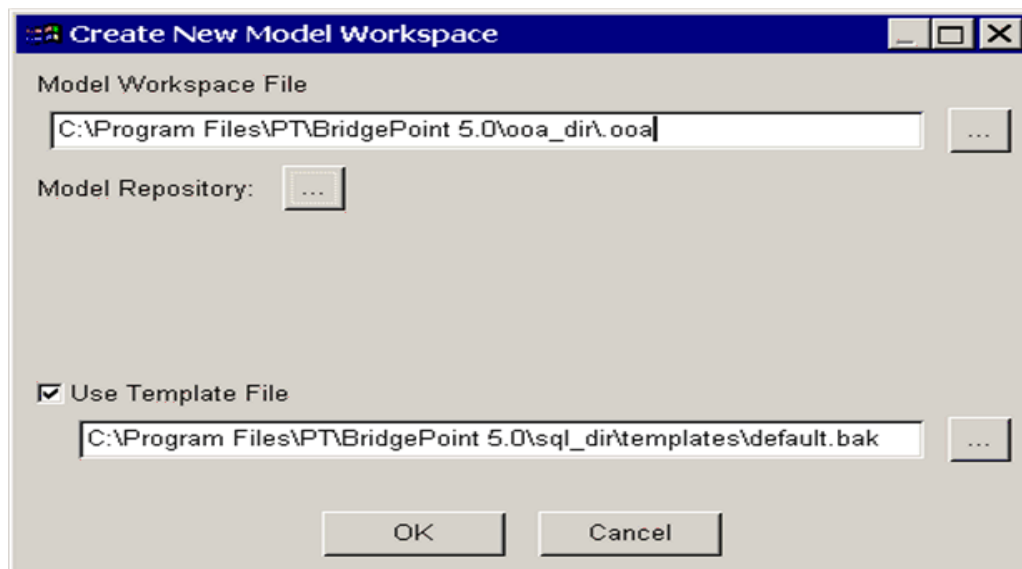 Create New Model Workspace
Model Workspace File
C:\Program Files\PT\BridgePoint 5.0\ooa_dir\.ooa
...
Model Repository: ...
Use Template File
C:\Program Files\PT\BridgePoint 5.0\sql_dir\templates\default.bak
...
OK Cancel